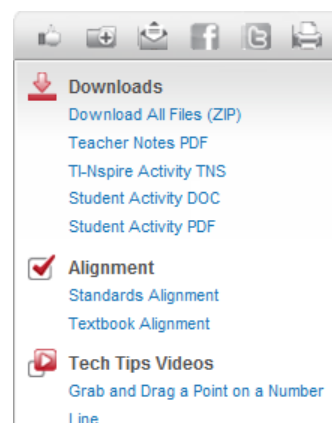 Downloads
Download All Files (ZIP)
Teacher Notes PDF
TI-Nspire Activity TNS
Student Activity DOC
Student Activity PDF
Alignment
Standards Alignment
Textbook Alignment
Tech Tips Videos
Grab and Drag a Point on a Number
Line